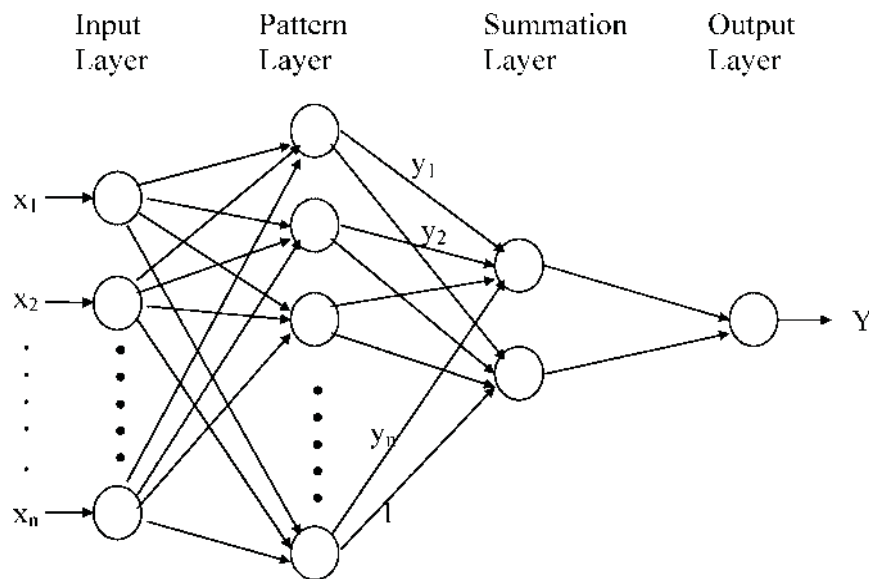 Input Layer
Pattern Layer
Summation Layer
Output Layer
x1
x2
xn
y1
y2
yn
1
Y